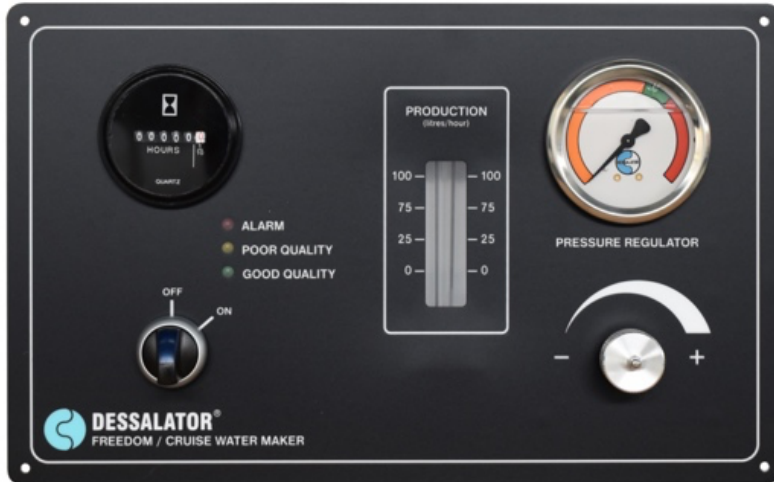 000000
HOURS
QUARTZ
ALARM
POOR QUALITY
GOOD QUALITY
OFF
ON
PRODUCTION
(litres/hour)
100 100
75 75
25 25
0 0
PRESSURE REGULATOR
− +
DESSALATOR®
FREEDOM / CRUISE WATER MAKER